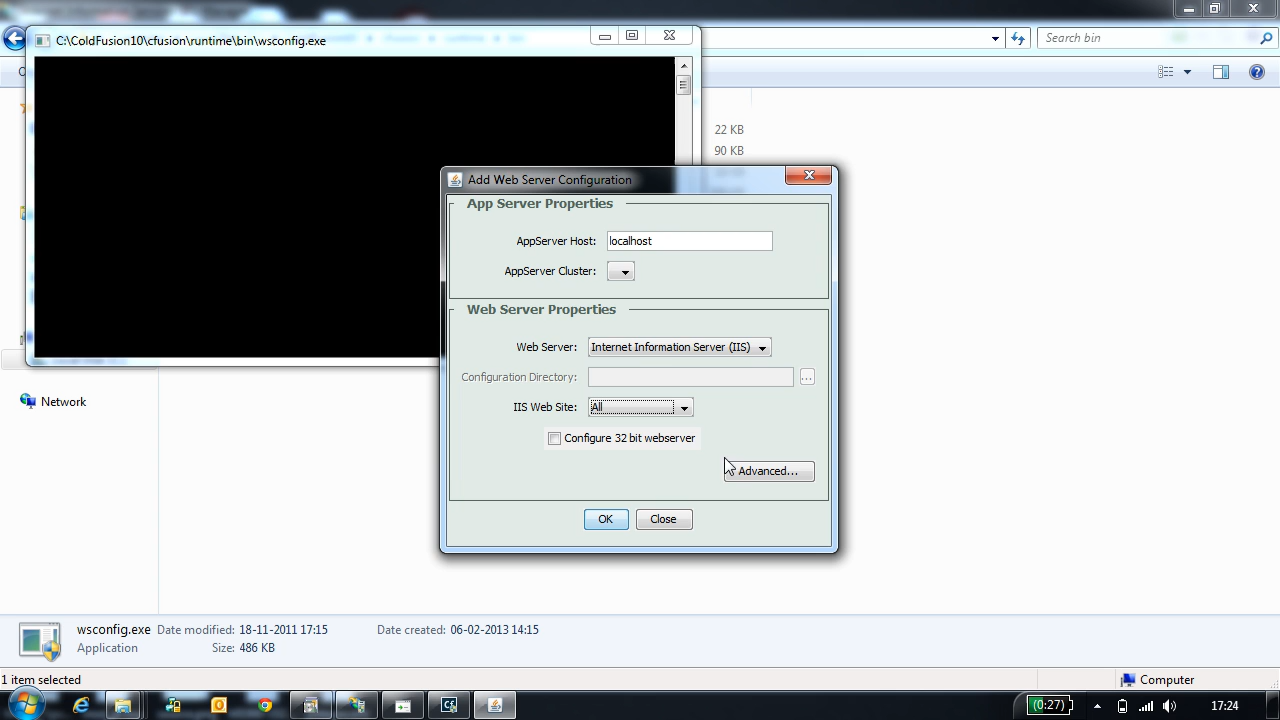 C:\ColdFusion10\cfusion\runtime\bin\wsconfig.exe
Search bin
22 KB
90 KB
Add Web Server Configuration
App Server Properties
AppServer Host: localhost
AppServer Cluster:
Web Server Properties
Web Server: Internet Information Server (IIS)
Configuration Directory:
...
IIS Web Site: All
Configure 32 bit webserver
Advanced...
OK
Close
Network
wsconfig.exe Date modified: 18-11-2011 17:15 Date created: 06-02-2013 14:15
Application Size: 486 KB
1 item selected
Computer
(0:27)
17:24